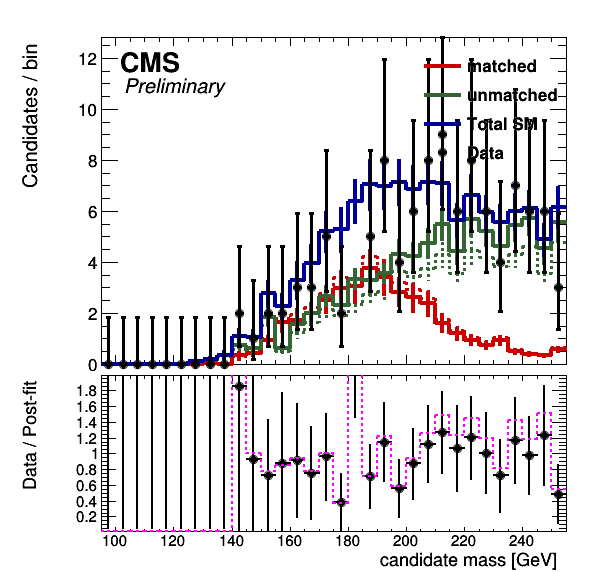 CMS
Preliminary
matched
unmatched
Total SM
Data
Candidates / bin
12
10
8
6
4
2
0
Data / Post-fit
1.8
1.6
1.4
1.2
1
0.8
0.6
0.4
0.2
100 120 140 160 180 200 220 240
candidate mass [GeV]